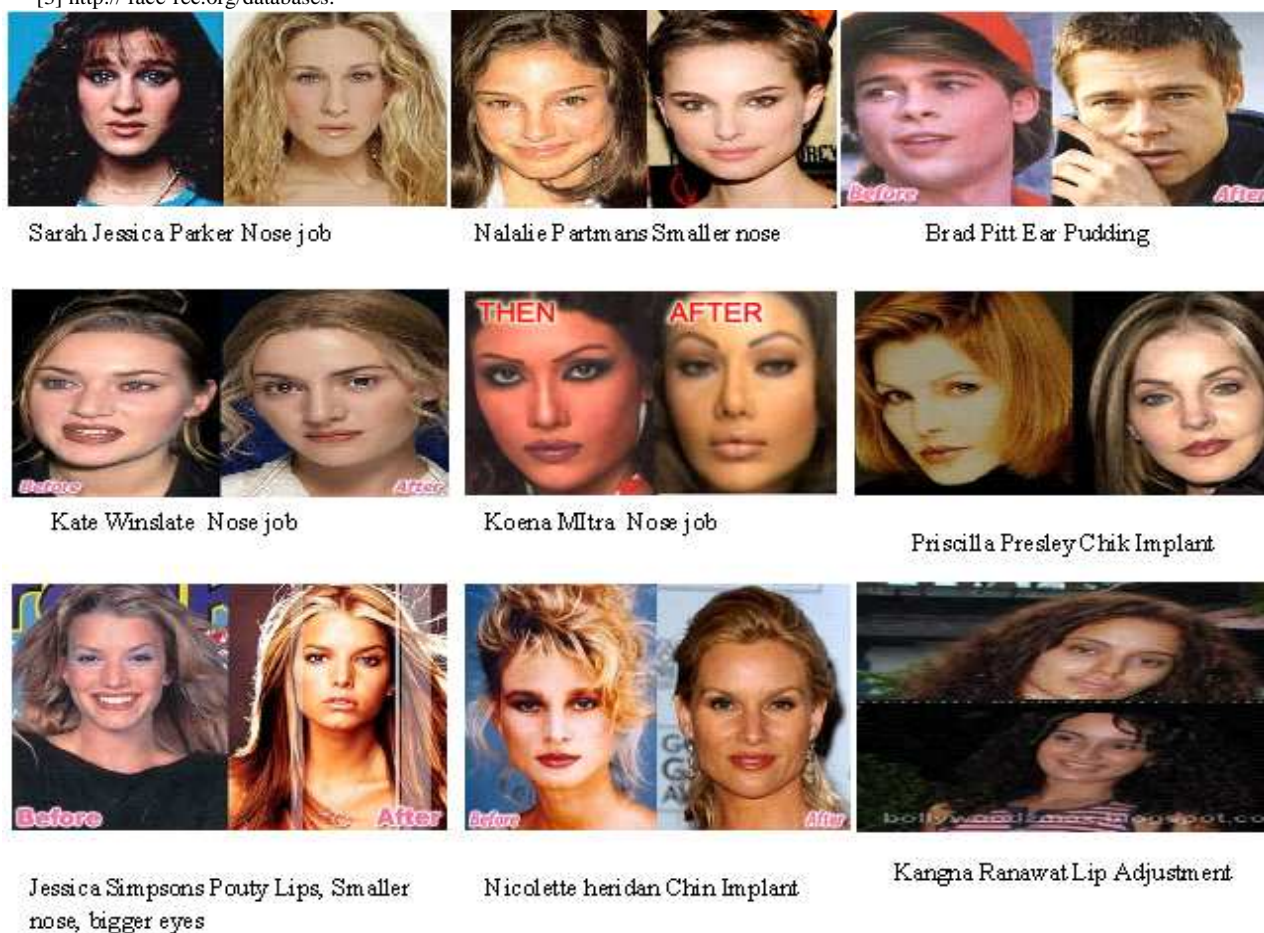 [5] http:// face-rec.org/databases.
Before
After
Sarah Jessica Parker Nose job
Nalalie Partmans Smaller nose
Brad Pitt Ear Pudding
THEN
AFTER
Before
After
Kate Winslate Nose job
Koena MItra Nose job
Priscilla Presley Chik Implant
Before
After
Before
After
Jessica Simpsons Pouty Lips, Smaller
nose, bigger eyes
Nicolette heridan Chin Implant
Kangna Ranawat Lip Adjustment